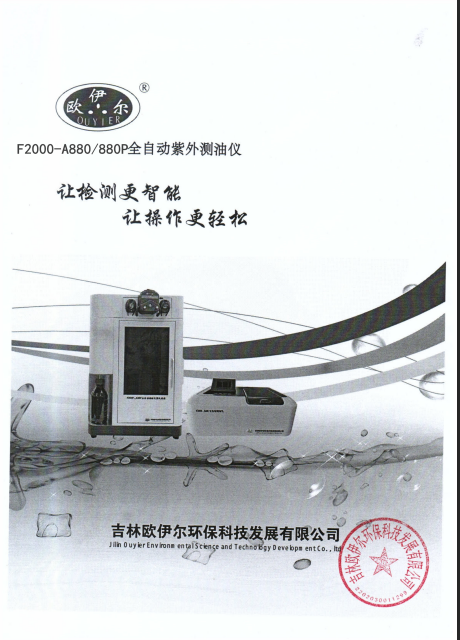 欧伊尔
®
OUYIER
F2000-A880/880P全自动紫外测油仪
让检测更智能
让操作更轻松
吉林欧伊尔环保科技发展有限公司
Jilin Ouyier Environmental Science and Technology Development Co., ltd
吉林欧伊尔环保科技发展有限公司